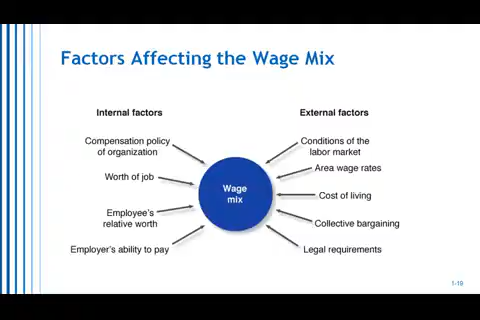 Factors Affecting the Wage Mix
Internal factors
External factors
Compensation policy
of organization
Worth of job
Employee's
relative worth
Employer's ability to pay
Wage
mix
Conditions of the
labor market
Area wage rates
Cost of living
Collective bargaining
Legal requirements
1-19